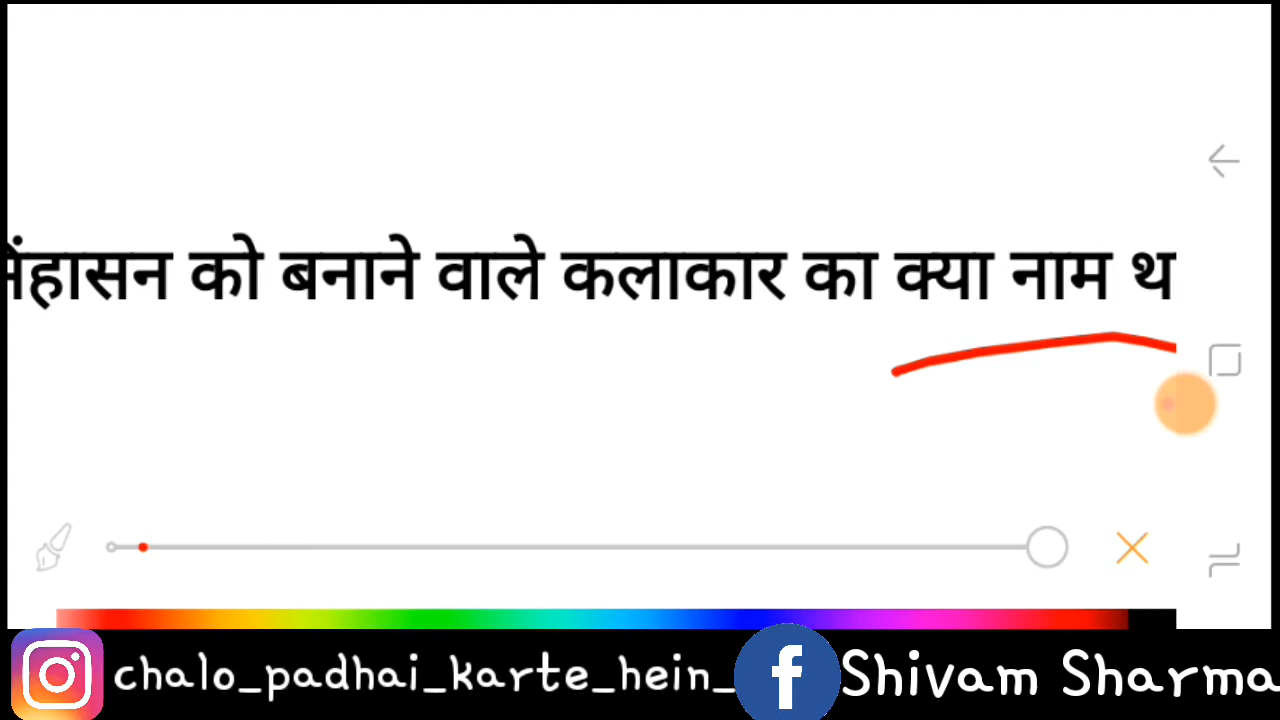 सिंहासन को बनाने वाले कलाकार का क्या नाम थ
chalo_padhai_karte_hein_ Shivam Sharma